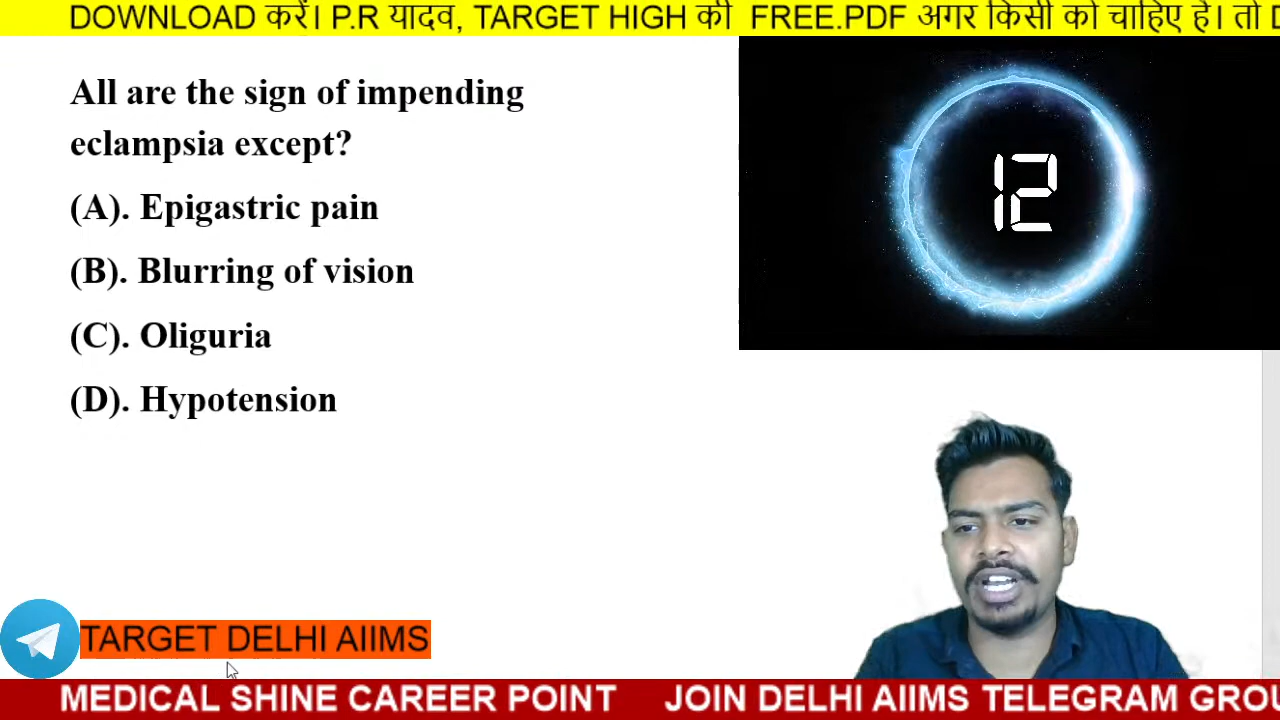 DOWNLOAD करें। P.R यादव, TARGET HIGH की FREE.PDF अगर किसी को चाहिए है। तो
All are the sign of impending
eclampsia except?
(A). Epigastric pain
(B). Blurring of vision
(C). Oliguria
(D). Hypotension
12
TARGET DELHI AIIMS
MEDICAL SHINE CAREER POINT JOIN DELHI AIIMS TELEGRAM GROU